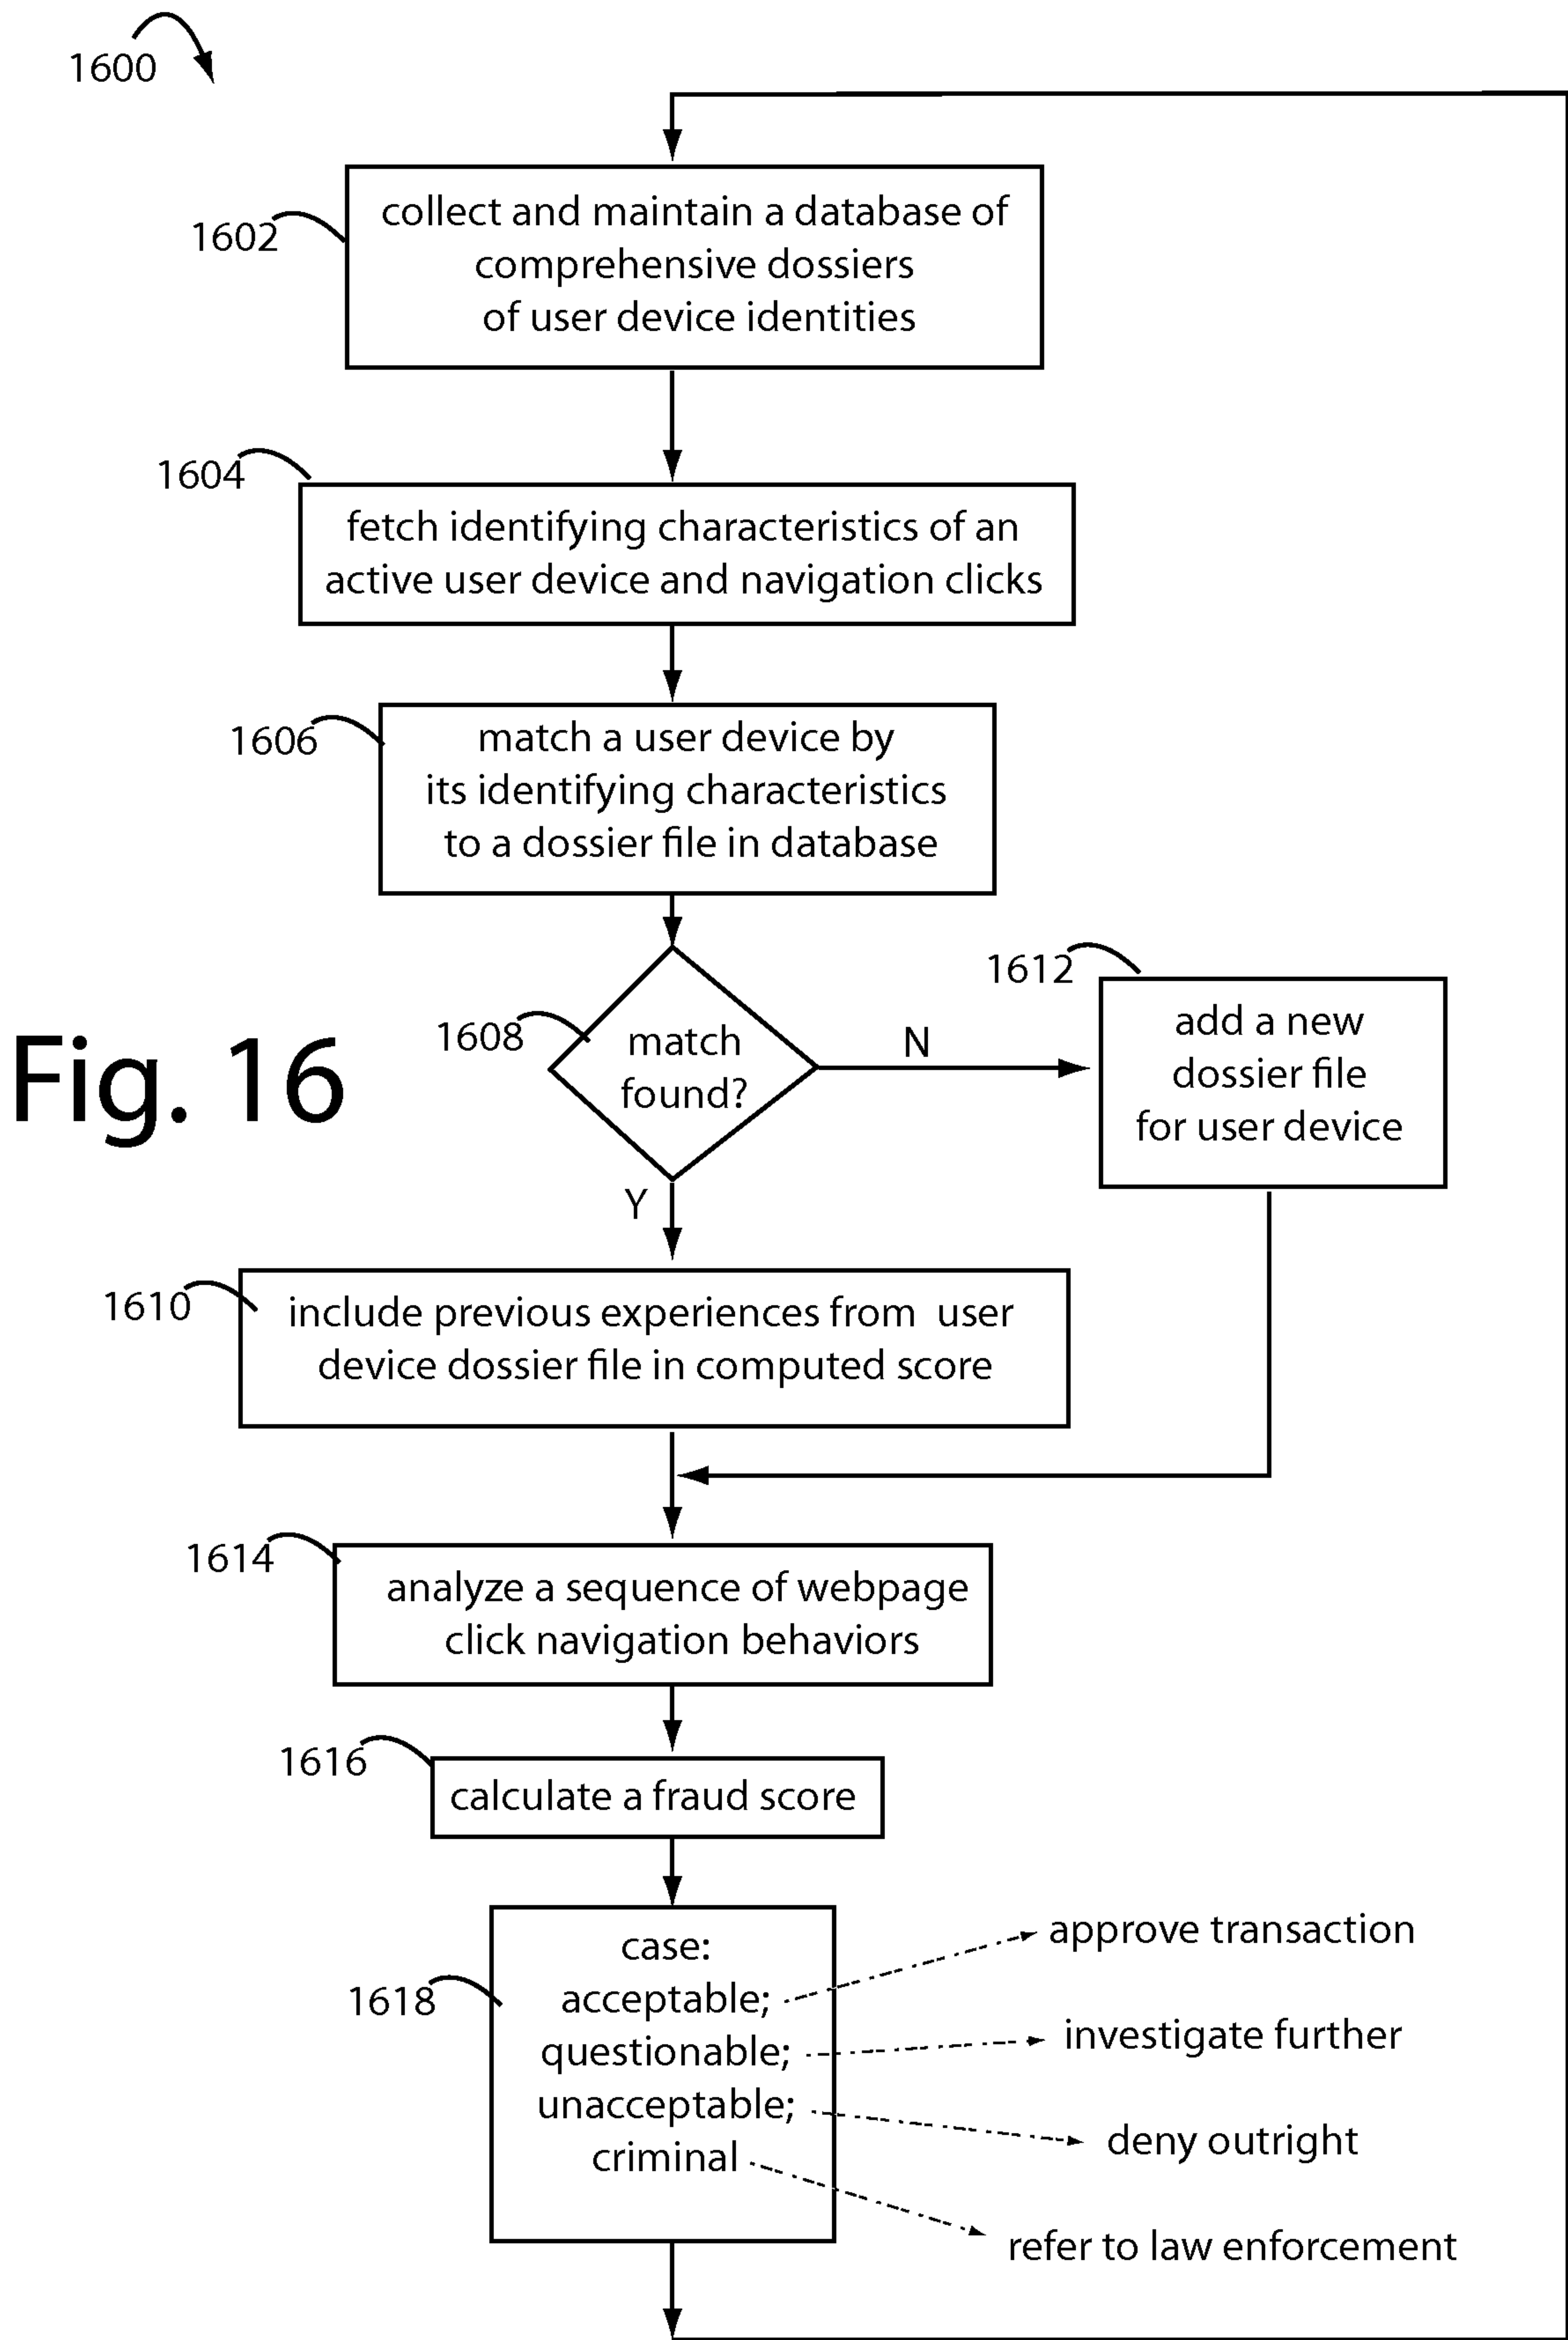 1600
1602
collect and maintain a database of
comprehensive dossiers
of user device identities
1604
fetch identifying characteristics of an
active user device and navigation clicks
1606
match a user device by
its identifying characteristics
to a dossier file in database
Fig. 16
1608
match
found?
N
Y
1612
add a new
dossier file
for user device
1610
include previous experiences from user
device dossier file in computed score
1614
analyze a sequence of webpage
click navigation behaviors
1616
calculate a fraud score
1618
case:
acceptable;
questionable;
unacceptable;
criminal
approve transaction
investigate further
deny outright
refer to law enforcement